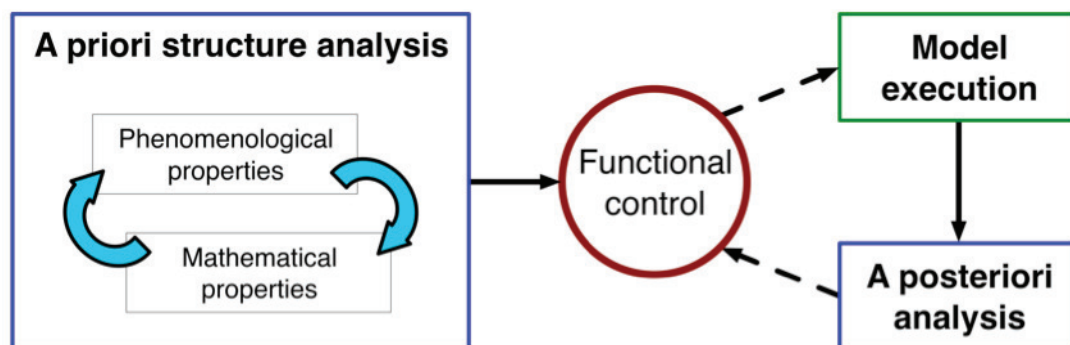 A priori structure analysis
Phenomenological
properties
Mathematical
properties
Functional
control
Model
execution
A posteriori
analysis